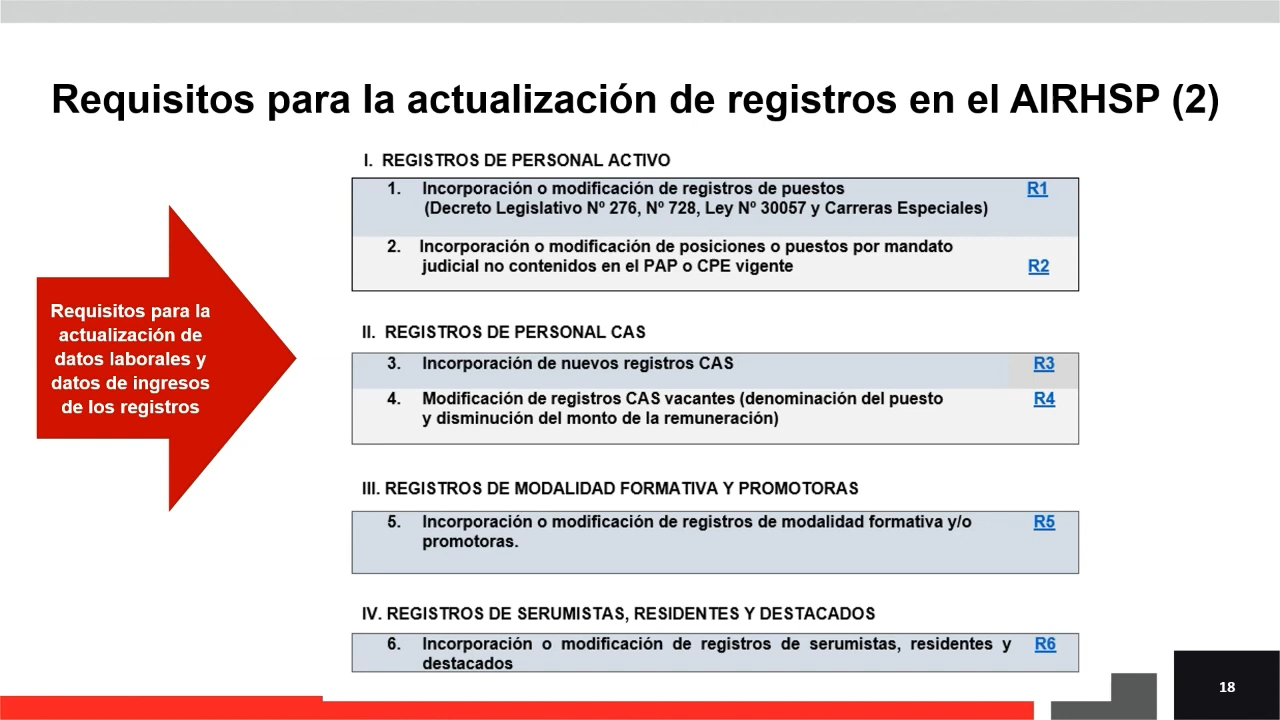 Requisitos para la actualización de registros en el AIRHSP (2)
Requisitos para la
actualización de
datos laborales y
datos de ingresos
de los registros
I. REGISTROS DE PERSONAL ACTIVO
1. Incorporación o modificación de registros de puestos R1
(Decreto Legislativo Nº 276, Nº 728, Ley Nº 30057 y Carreras Especiales)
2. Incorporación o modificación de posiciones o puestos por mandato
judicial no contenidos en el PAP o CPE vigente R2
II. REGISTROS DE PERSONAL CAS
3. Incorporación de nuevos registros CAS R3
4. Modificación de registros CAS vacantes (denominación del puesto R4
y disminución del monto de la remuneración)
III. REGISTROS DE MODALIDAD FORMATIVA Y PROMOTORAS
5. Incorporación o modificación de registros de modalidad formativa y/o R5
promotoras.
IV. REGISTROS DE SERUMISTAS, RESIDENTES Y DESTACADOS
6. Incorporación o modificación de registros de serumistas, residentes y R6
destacados
18